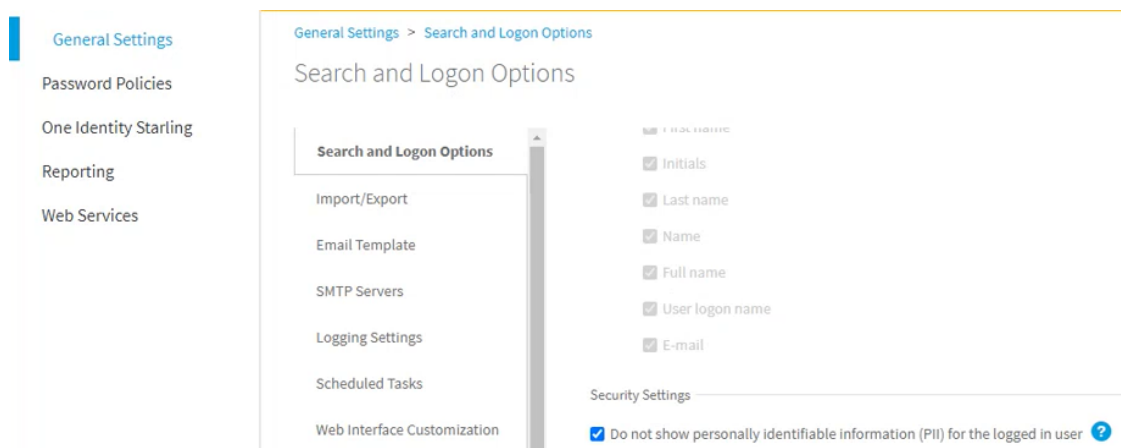 General Settings
Password Policies
One Identity Starling
Reporting
Web Services
General Settings > Search and Logon Options
Search and Logon Options
Search and Logon Options
Import/Export
Email Template
SMTP Servers
Logging Settings
Scheduled Tasks
Web Interface Customization
First name
Initials
Last name
Name
Full name
User logon name
E-mail
Security Settings
Do not show personally identifiable information (PII) for the logged in user ?